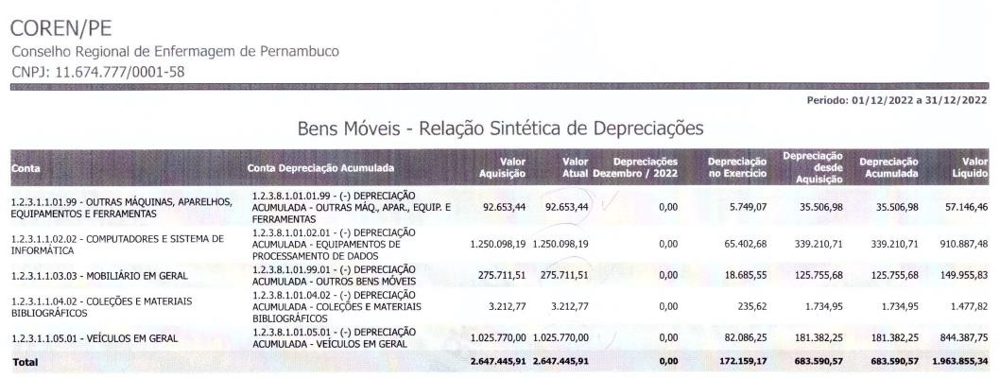 COREN/PE
Conselho Regional de Enfermagem de Pernambuco
CNPJ: 11.674.777/0001-58
Periodo: 01/12/2022 a 31/12/2022
Bens Móveis - Relação Sintética de Depreciações
Conta Conta Depreciação Acumulada Valor Aquisição Valor Atual Depreciações Dezembro / 2022 Depreciação no Exercício Depreciação desde Aquisição Depreciação Acumulada Valor Líquido
1.2.3.1.1.01.99 - OUTRAS MÁQUINAS, APARELHOS,
EQUIPAMENTOS E FERRAMENTAS
1.2.3.8.1.01.01.99 - (-) DEPRECIAÇÃO
ACUMULADA - OUTRAS MÁQ., APAR., EQUIP. E
FERRAMENTAS
92.653,44 92.653,44 0,00 5.749,07 35.506,98 35.506,98 57.146,46
1.2.3.1.1.02.02 - COMPUTADORES E SISTEMA DE
INFORMÁTICA
1.2.3.8.1.01.02.01 - (-) DEPRECIAÇÃO
ACUMULADA - EQUIPAMENTOS DE
PROCESSAMENTO DE DADOS
1.250.098,19 1.250.098,19 0,00 65.402,68 339.210,71 339.210,71 910.887,48
1.2.3.1.1.03.03 - MOBILIÁRIO EM GERAL
1.2.3.8.1.01.99.01 - (-) DEPRECIAÇÃO
ACUMULADA - OUTROS BENS MÓVEIS
275.711,51 275.711,51 0,00 18.685,55 125.755,68 125.755,68 149.955,83
1.2.3.1.1.04.02 - COLEÇÕES E MATERIAIS
BIBLIOGRÁFICOS
1.2.3.8.1.01.04.02 - (-) DEPRECIAÇÃO
ACUMULADA - COLEÇÕES E MATERIAIS
BIBLIOGRÁFICOS
3.212,77 3.212,77 0,00 235,62 1.734,95 1.734,95 1.477,82
1.2.3.1.1.05.01 - VEÍCULOS EM GERAL
1.2.3.8.1.01.05.01 - (-) DEPRECIAÇÃO
ACUMULADA - VEÍCULOS EM GERAL
1.025.770,00 1.025.770,00 0,00 82.086,25 181.382,25 181.382,25 844.387,75
Total 2.647.445,91 2.647.445,91 0,00 172.159,17 683.590,57 683.590,57 1.963.855,34